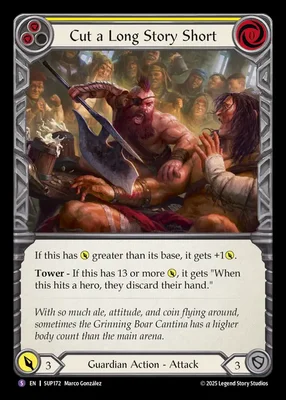 Cut a Long Story Short
If this has greater than its base, it gets +1.
Tower - If this has 13 or more , it gets "When
this hits a hero, they discard their hand."
With so much ale, attitude, and coin flying around,
sometimes the Grinning Boar Cantina has a higher
body count than the main arena.
3 Guardian Action - Attack 3
S EN | SUP172 Marco González © 2025 Legend Story Studios